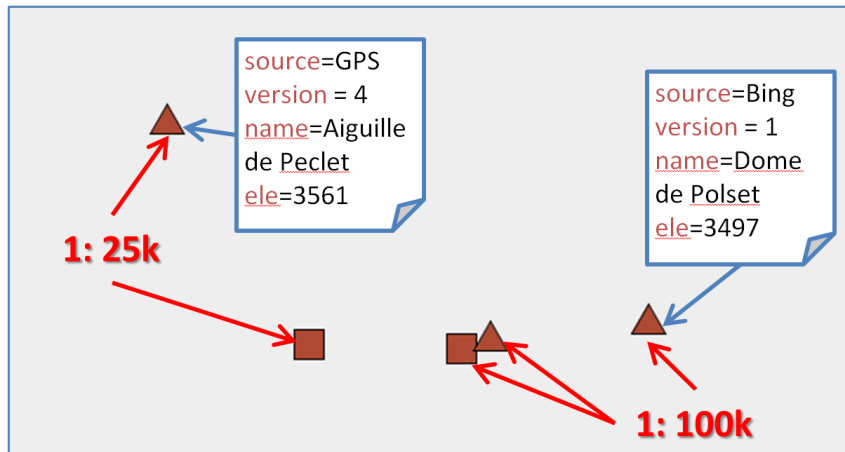 source=GPS
version = 4
name=Aiguille
de Peclet
ele=3561
source=Bing
version = 1
name=Dome
de Polset
ele=3497
1: 25k
1: 100k